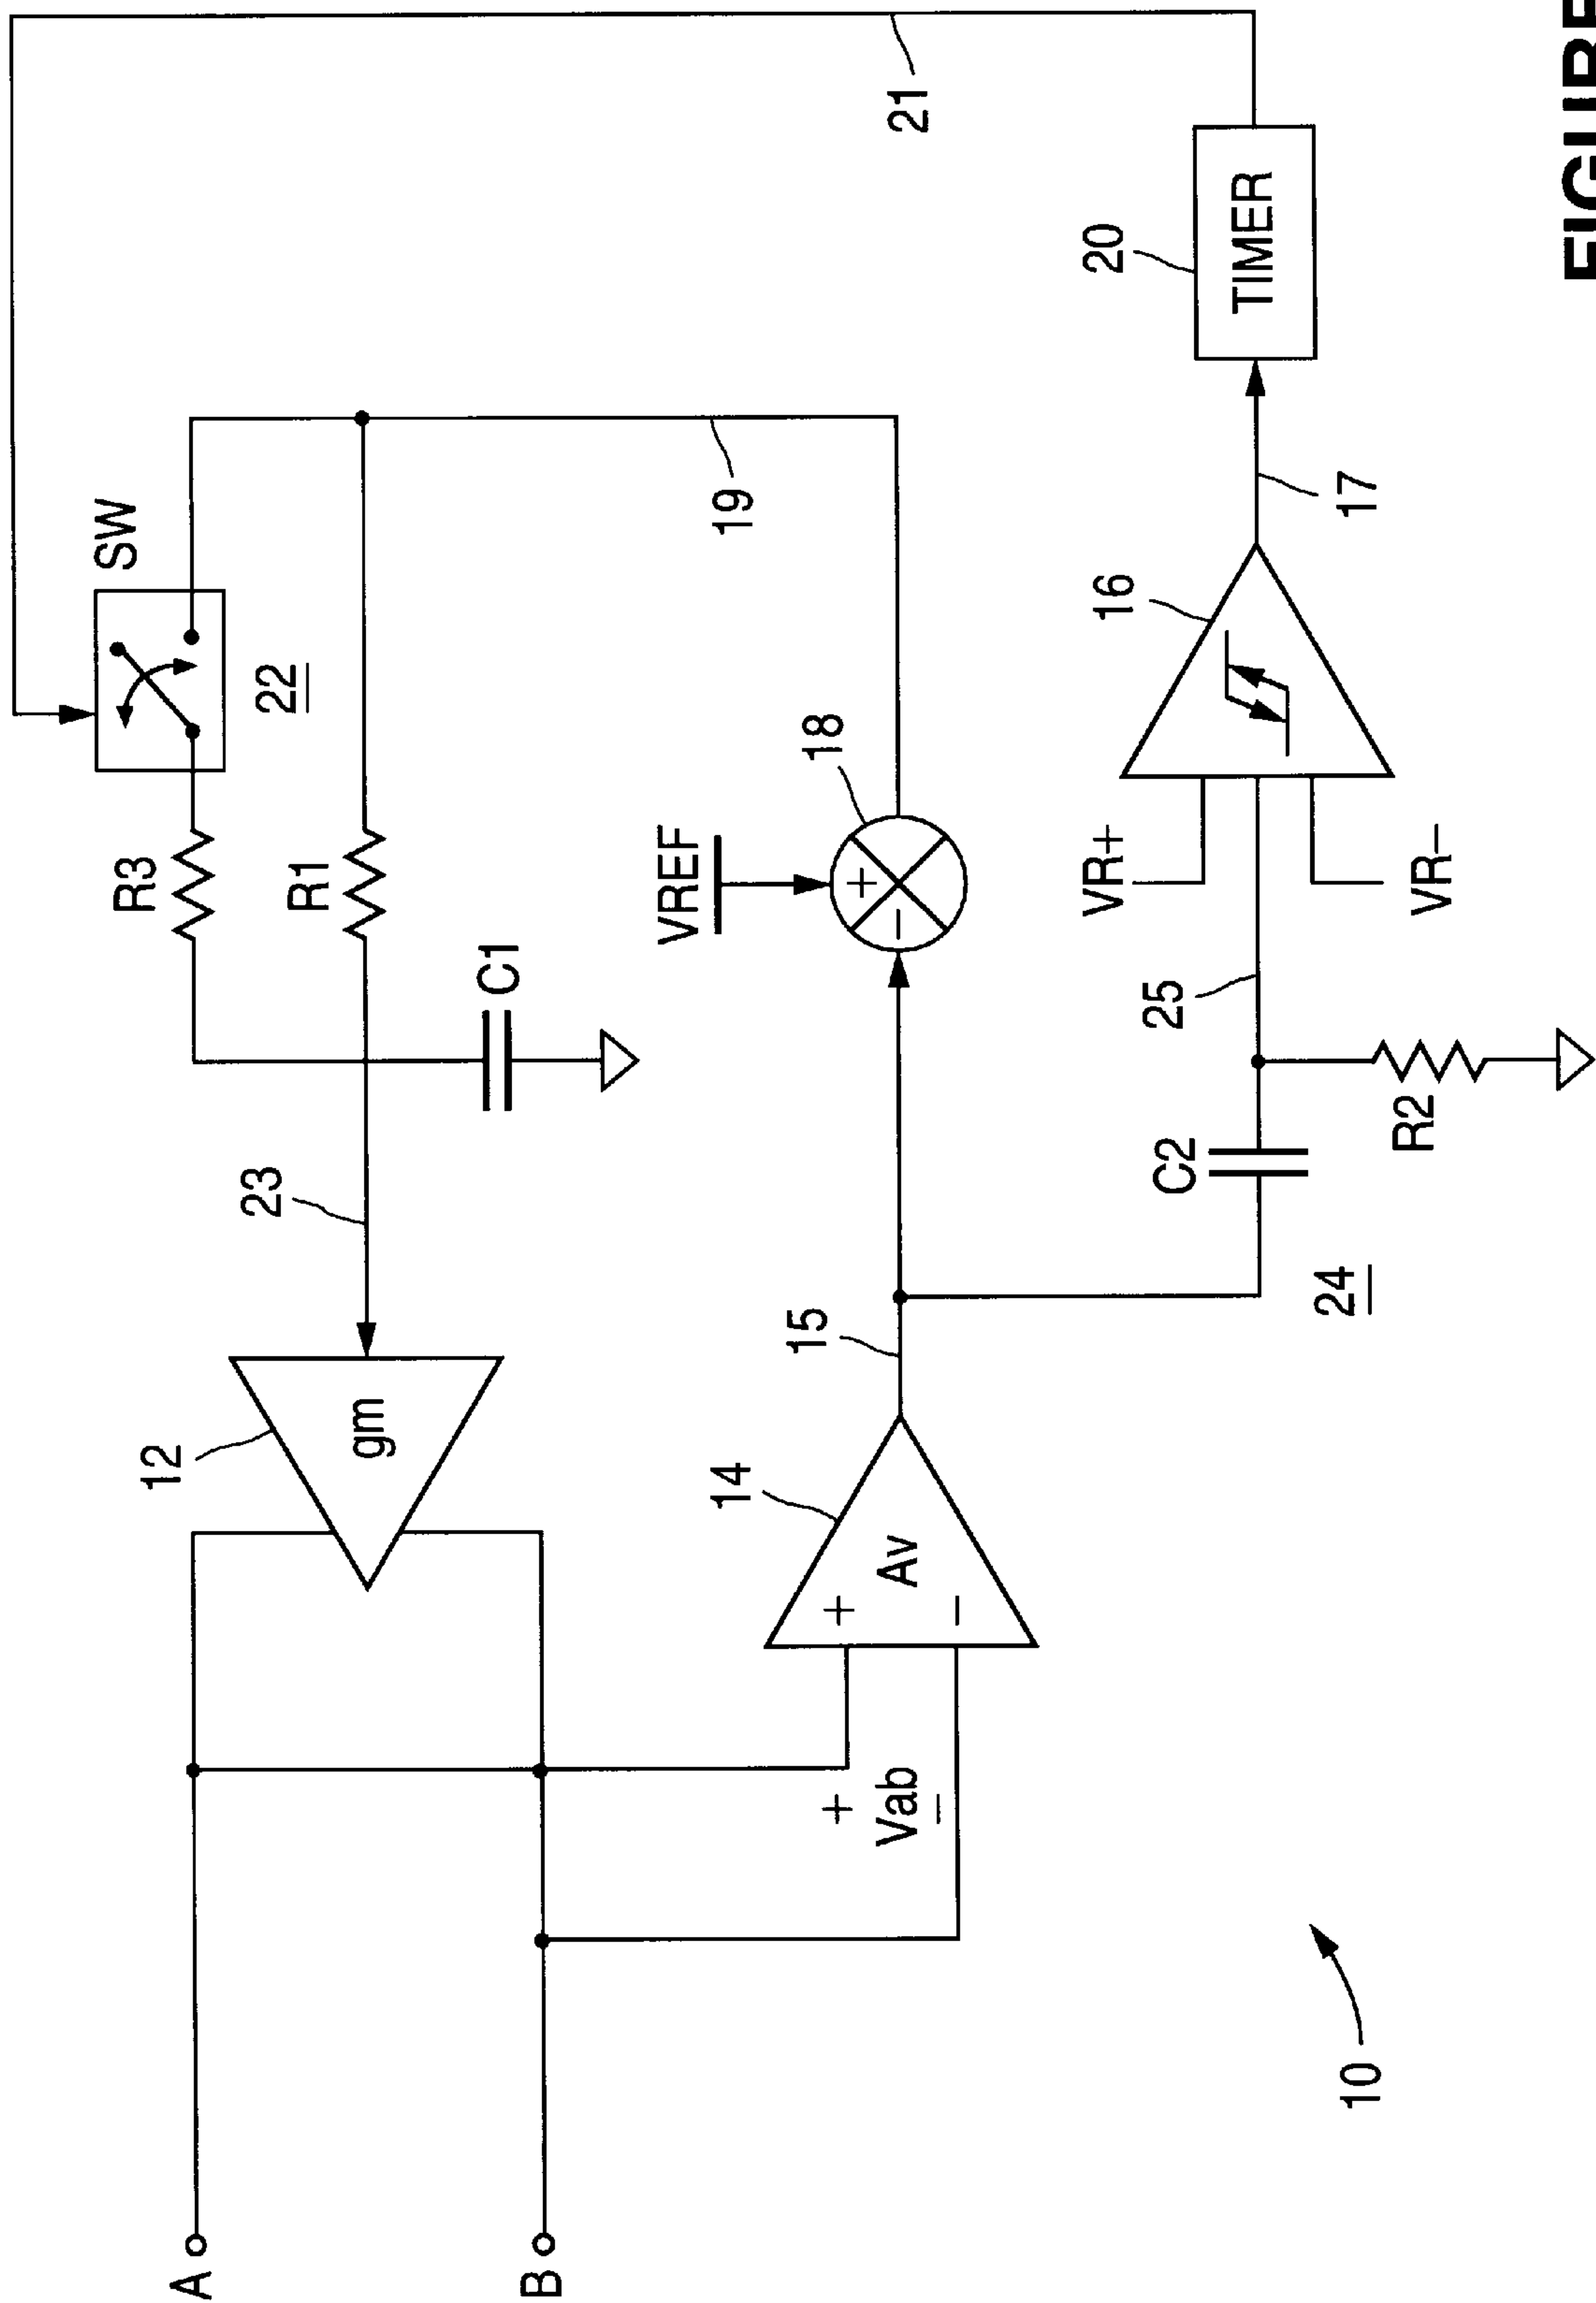 21
SW
22
R3
R1
C1
19
20
TIMER
23
12
gm
VREF
18
+
−
17
16
VR+
VR−
25
R2
C2
24
15
14
Av
+
−
+
Vab
−
A
B
10